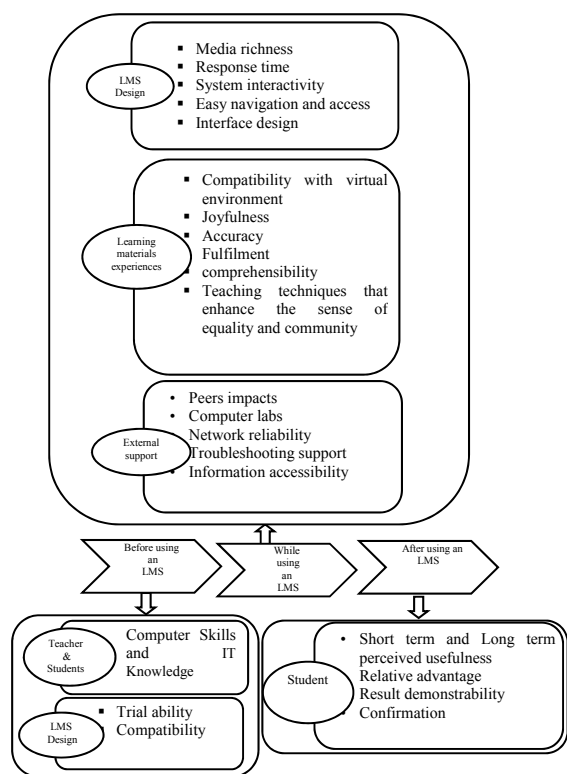 LMS
Design
▪ Media richness
▪ Response time
▪ System interactivity
▪ Easy navigation and access
▪ Interface design
Learning
materials
experiences
▪ Compatibility with virtual
environment
▪ Joyfulness
▪ Accuracy
Fulfilment
comprehensibility
▪ Teaching techniques that
enhance the sense of
equality and community
External
support
• Peers impacts
• Computer labs
• Network reliability
Troubleshooting support
• Information accessibility
Before using
an
LMS
While
using
an
LMS
After using an
LMS
Teacher
&
Students
Computer Skills
and IT
Knowledge
LMS
Design
▪ Trial ability
▪ Compatibility
Student
• Short term and Long term
perceived usefulness
Relative advantage
Result demonstrability
• Confirmation